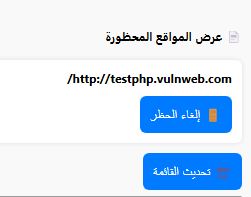 عرض المواقع المحظورة
http://testphp.vulnweb.com/
إلغاء الحظر
تحديث القائمة